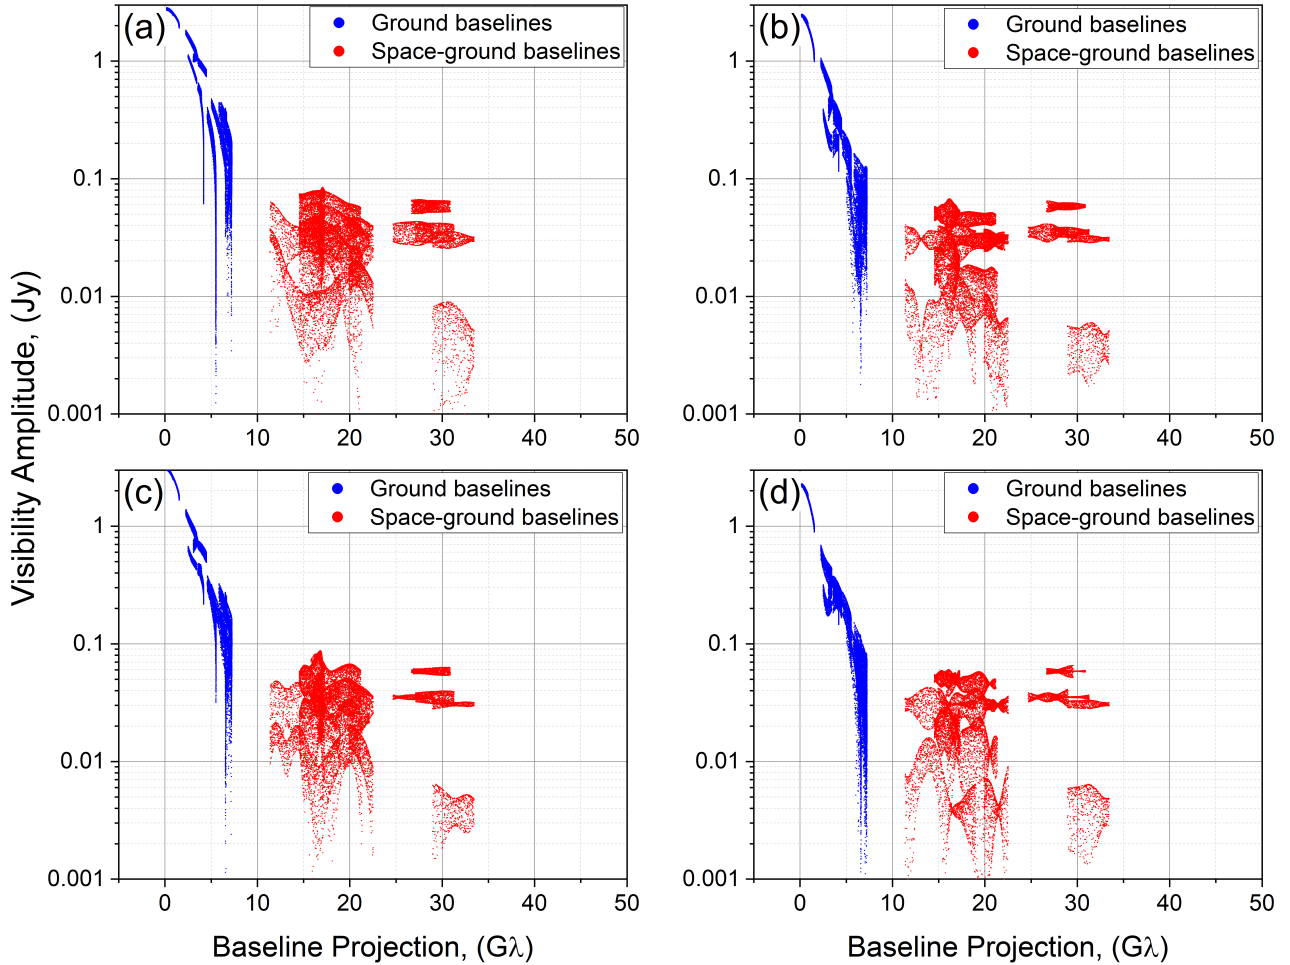 (a)
Ground baselines
Space-ground baselines
1
0.1
0.01
0.001
0 10 20 30 40 50
(b)
Ground baselines
Space-ground baselines
1
0.1
0.01
0.001
0 10 20 30 40 50
Visibility Amplitude, (Jy)
(c)
Ground baselines
Space-ground baselines
1
0.1
0.01
0.001
0 10 20 30 40 50
Baseline Projection, (Gλ)
(d)
Ground baselines
Space-ground baselines
1
0.1
0.01
0.001
0 10 20 30 40 50
Baseline Projection, (Gλ)